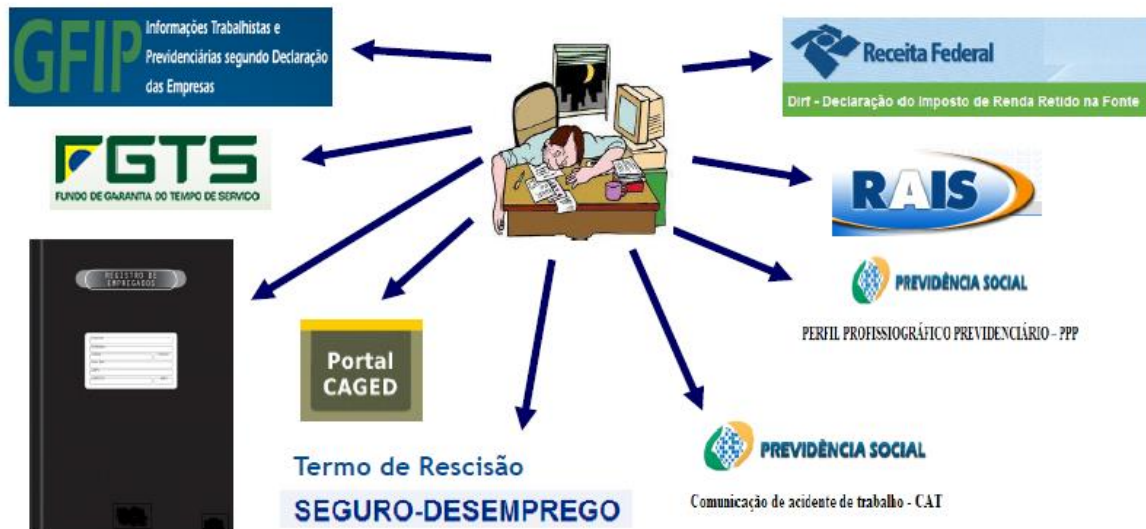 GFIP
Informações Trabalhistas e
Previdenciárias segundo Declaração
das Empresas
Receita Federal
Dirf - Declaração do Imposto de Renda Retido na Fonte
FGTS
FUNDO DE GARANTIA DO TEMPO DE SERVICO
RAIS
REGISTRO DE
EMPREGADOS
PREVIDÊNCIA SOCIAL
PERFIL PROFISSIOGRÁFICO PREVIDENCIÁRIO – PPP
Portal
CAGED
PREVIDÊNCIA SOCIAL
Comunicação de acidente de trabalho - CAT
Termo de Rescisão
SEGURO-DESEMPREGO